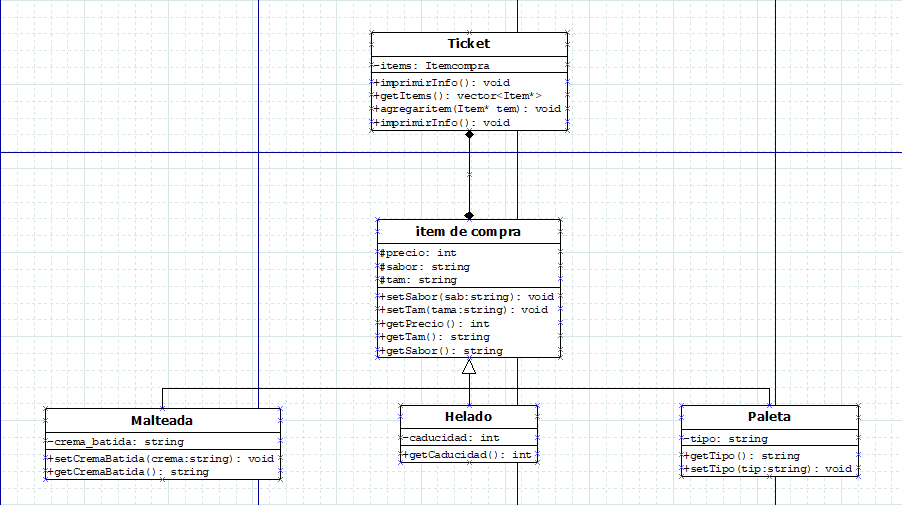 Ticket
-items: Itemcompra
+imprimirInfo(): void
+getItems(): vector<Item*>
+agregaritem(Item* tem): void
+imprimirInfo(): void
item de compra
#precio: int
#sabor: string
#tam: string
+setSabor(sab:string): void
+setTam(tama:string): void
+getPrecio(): int
+getTam(): string
+getSabor(): string
Malteada
-crema_batida: string
+setCremaBatida(crema:string): void
+getCremaBatida(): string
Helado
-caducidad: int
+getCaducidad(): int
Paleta
-tipo: string
+getTipo(): string
+setTipo(tip:string): void